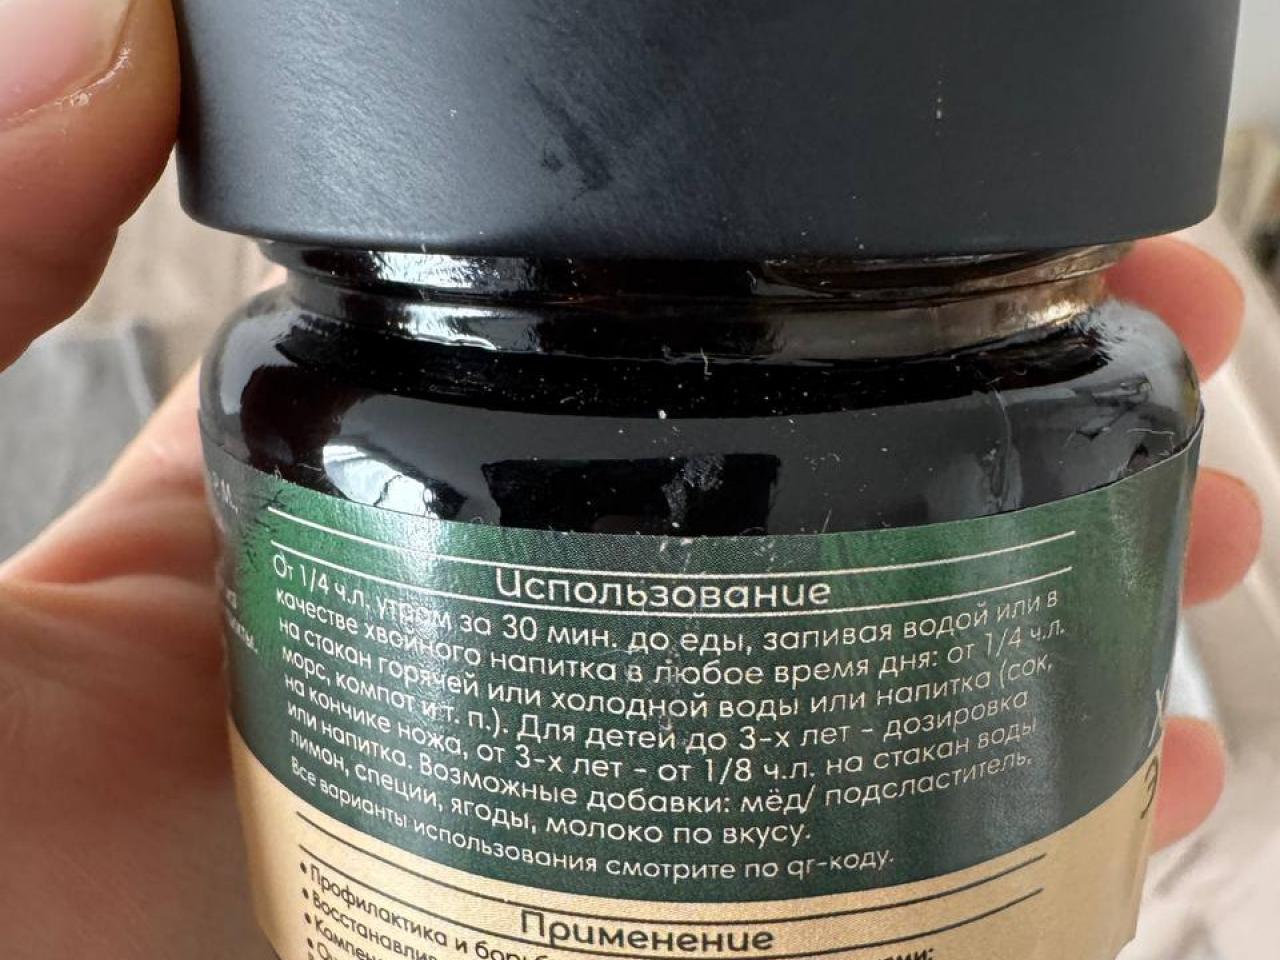 Использование
От 1/4 ч.л. утром за 30 мин. до еды, запивая водой или в
качестве хвойного напитка в любое время дня: от 1/4 ч.л.
на стакан горячей или холодной воды или напитка (сок,
морс, компот и т. п.). Для детей до 3-х лет - дозировка
на кончике ножа, от 3-х лет - от 1/8 ч.л. на стакан воды
или напитка. Возможные добавки: мёд/ подсластитель,
лимон, специи, ягоды, молоко по вкусу.
Все варианты использования смотрите по qr-коду.
Применение
• Профилактика и